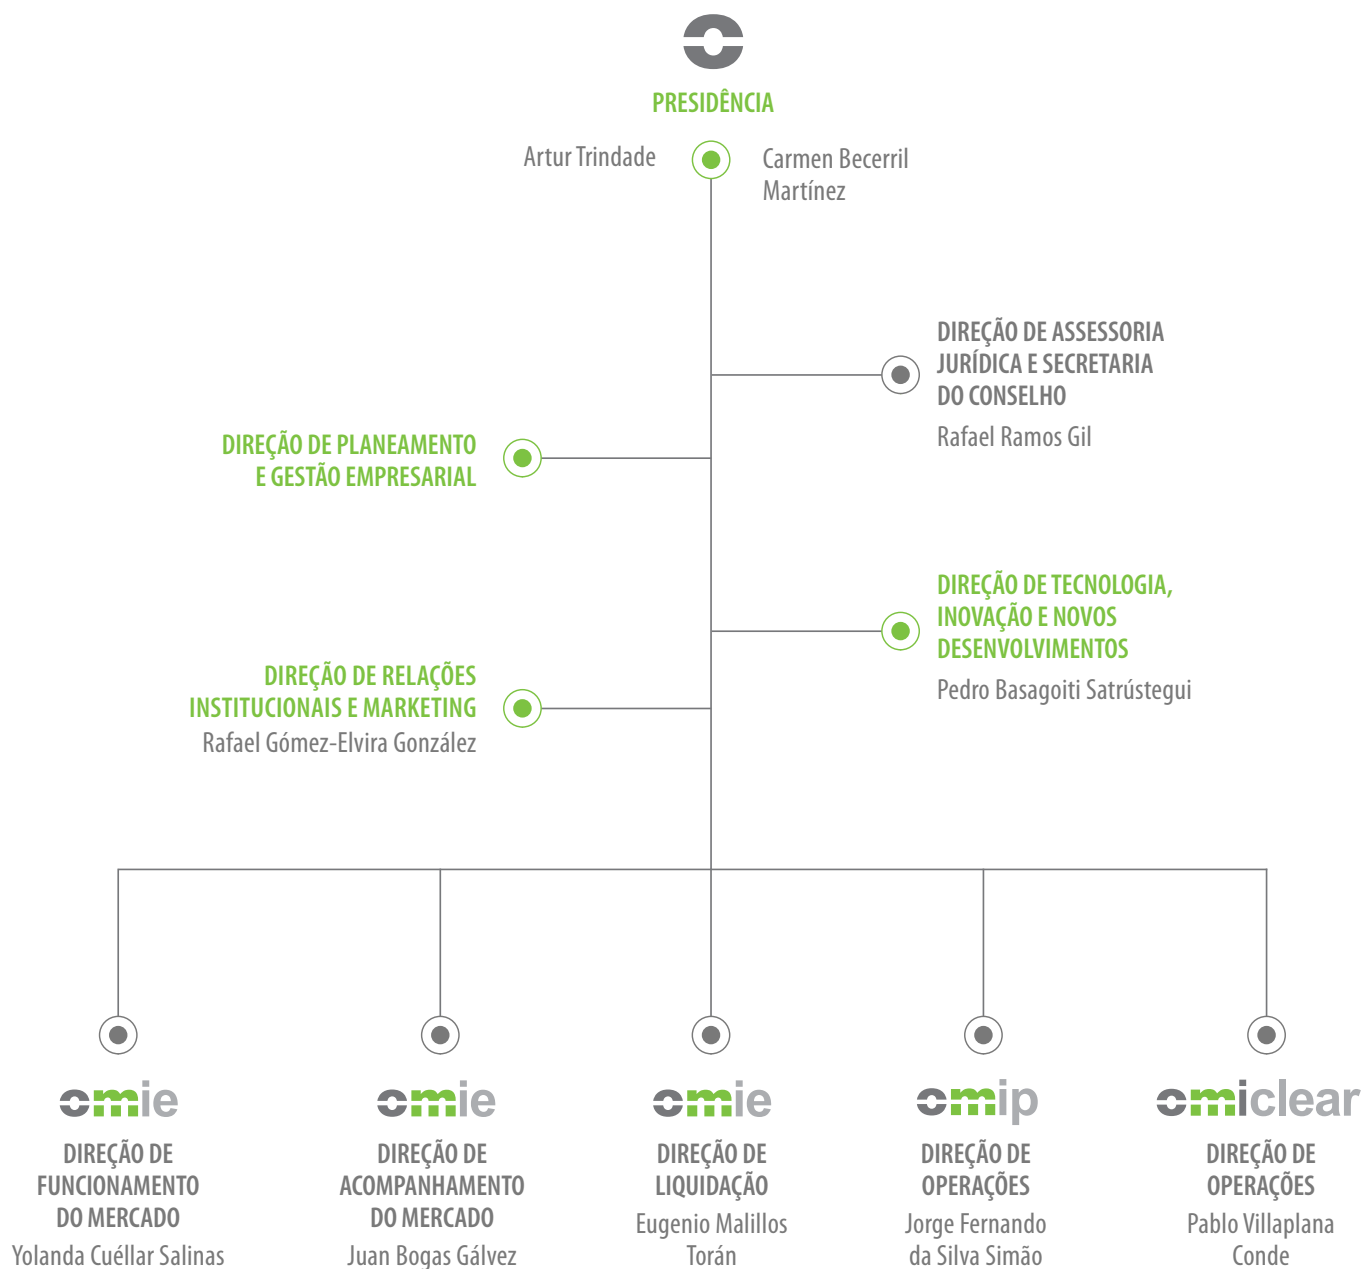 PRESIDÊNCIA
Artur Trindade
Carmen Becerril
Martínez
DIREÇÃO DE ASSESSORIA
JURÍDICA E SECRETARIA
DO CONSELHO
Rafael Ramos Gil
DIREÇÃO DE PLANEAMENTO
E GESTÃO EMPRESARIAL
DIREÇÃO DE TECNOLOGIA,
INOVAÇÃO E NOVOS
DESENVOLVIMENTOS
Pedro Basagoiti Satrústegui
DIREÇÃO DE RELAÇÕES
INSTITUCIONAIS E MARKETING
Rafael Gómez-Elvira González
omie
DIREÇÃO DE
FUNCIONAMENTO
DO MERCADO
Yolanda Cuéllar Salinas
omie
DIREÇÃO DE
ACOMPANHAMENTO
DO MERCADO
Juan Bogas Gálvez
omie
DIREÇÃO DE
LIQUIDAÇÃO
Eugenio Malillos
Torán
omip
DIREÇÃO DE
OPERAÇÕES
Jorge Fernando
da Silva Simão
omiclear
DIREÇÃO DE
OPERAÇÕES
Pablo Villaplana
Conde